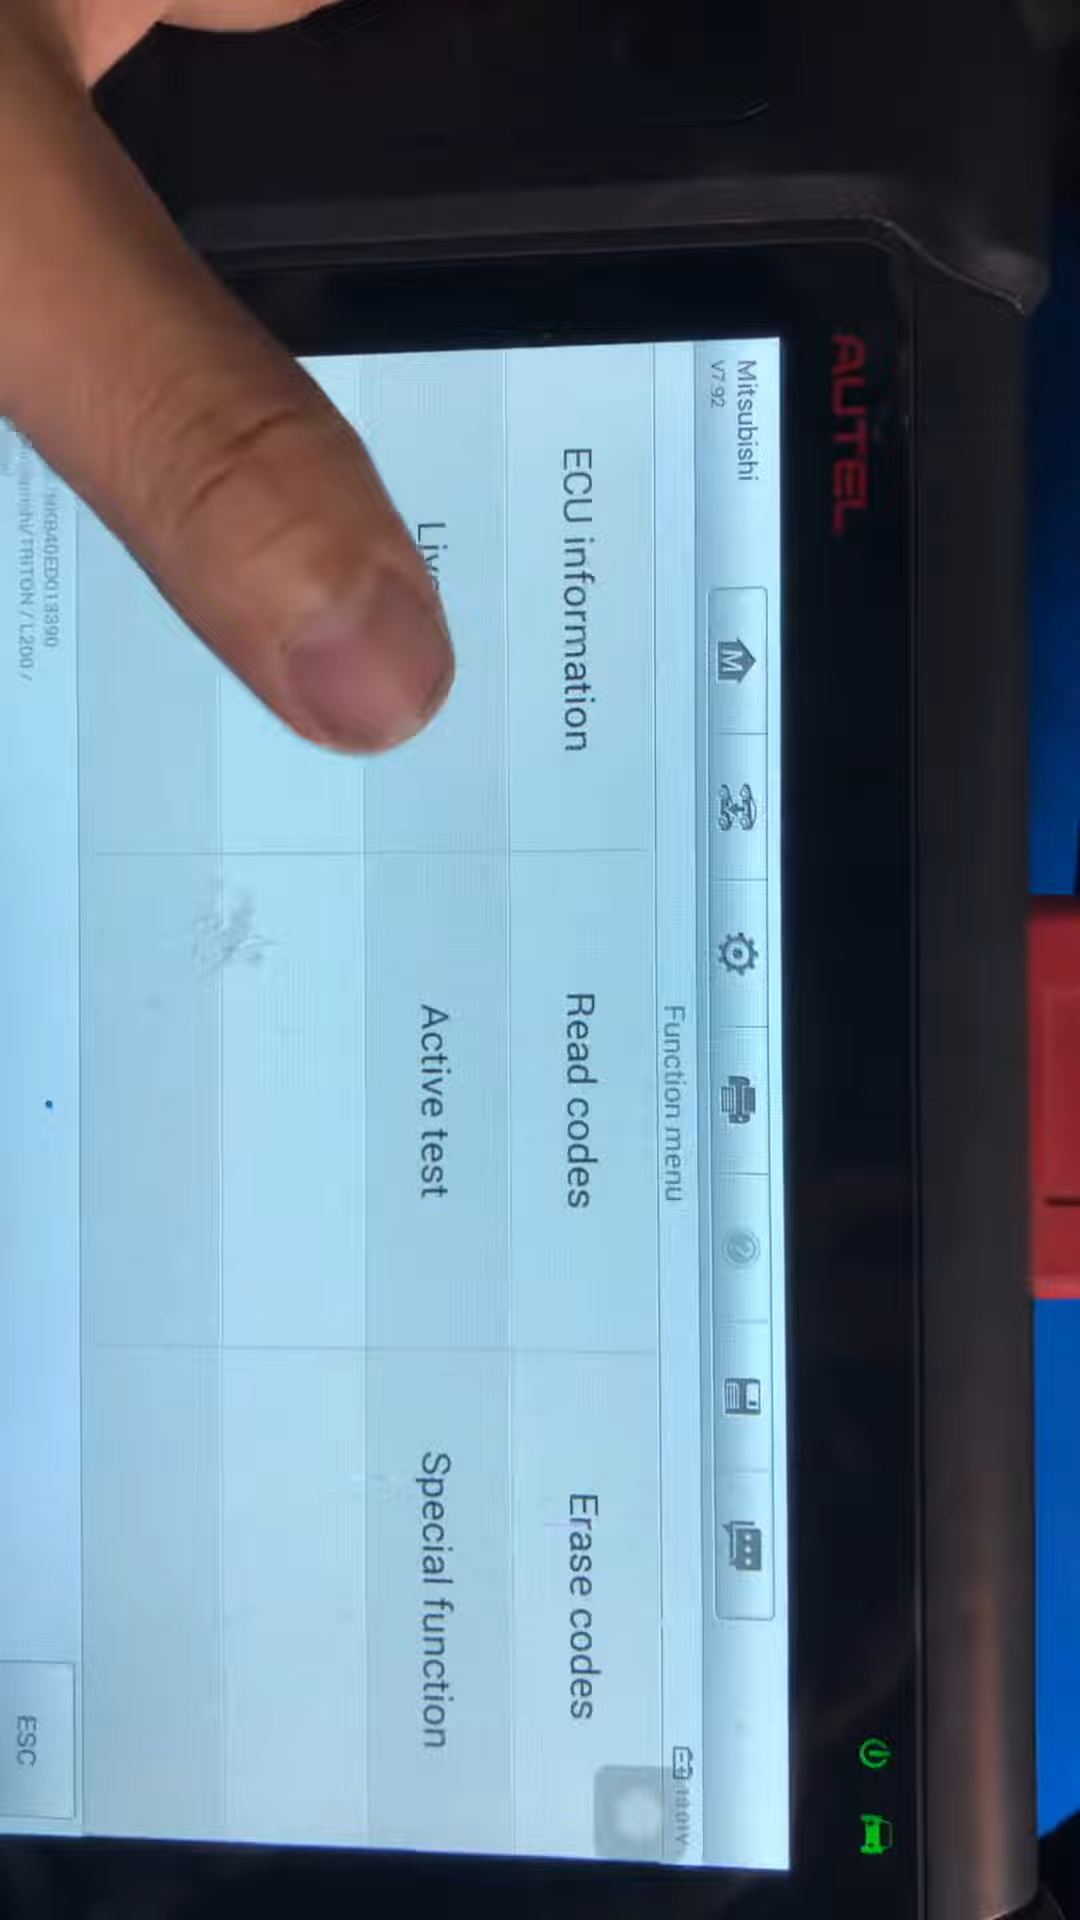 AUTEL
Mitsubishi
V7.92
M
Function menu
ECU information
Read codes
Erase codes
Live
Active test
Special function
/TRITON / L200 /
ESC